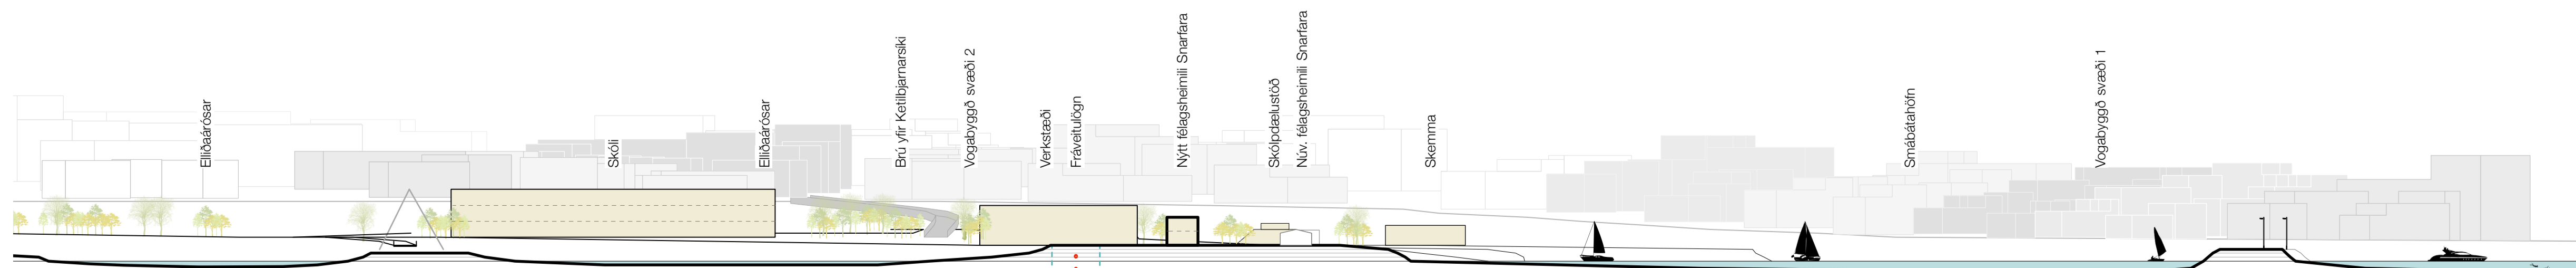 Elliðaárósar
Skóli
Elliðaárósar
Brú yfir Ketilbjarnarsíki
Vogabyggð svæði 2
Verkstæði
Fráveitulögn
Nýtt félagsheimili Snarfara
Skólpdælustöð
Núv. félagsheimili Snarfara
Skemma
Smábátahöfn
Vogabyggð svæði 1